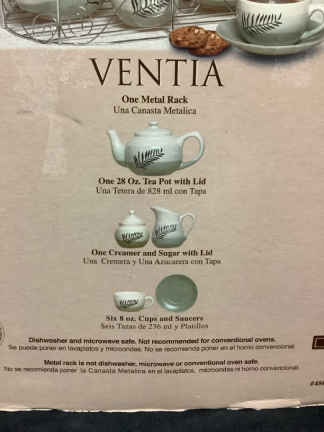 VENTIA
One Metal Rack
Una Canasta Metalica
One 28 Oz. Tea Pot with Lid
Una Tetera de 828 ml con Tapa
One Creamer and Sugar with Lid
Una Cremera y Una Azucarera con Tapa
Six 8 oz. Cups and Saucers
Seis Tazas de 236 ml y Platillos
Dishwasher and microwave safe. Not recommended for conventional ovens.
Se puede poner en lavaplatos y microondas. No se recomienda poner en el horno convencional.
Metal rack is not dishwasher, microwave or conventional oven safe.
No se recomienda poner la Canasta Metalica en el lavaplatos, microondas ni horno convencional.